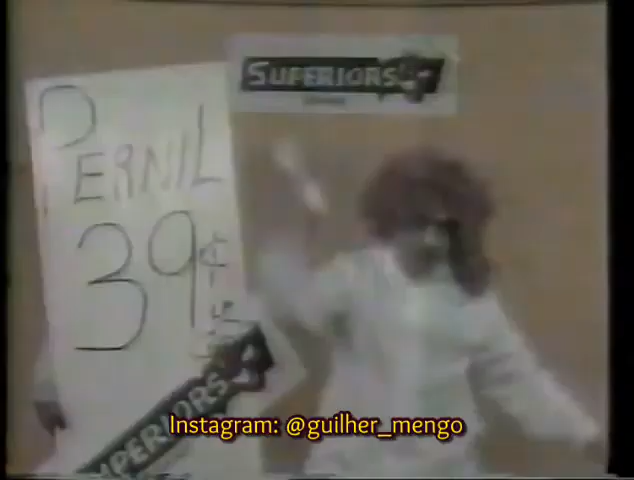 SUPERIORS
PERNIL
39¢
SUPERIORS
Instagram: @guilher_mengo